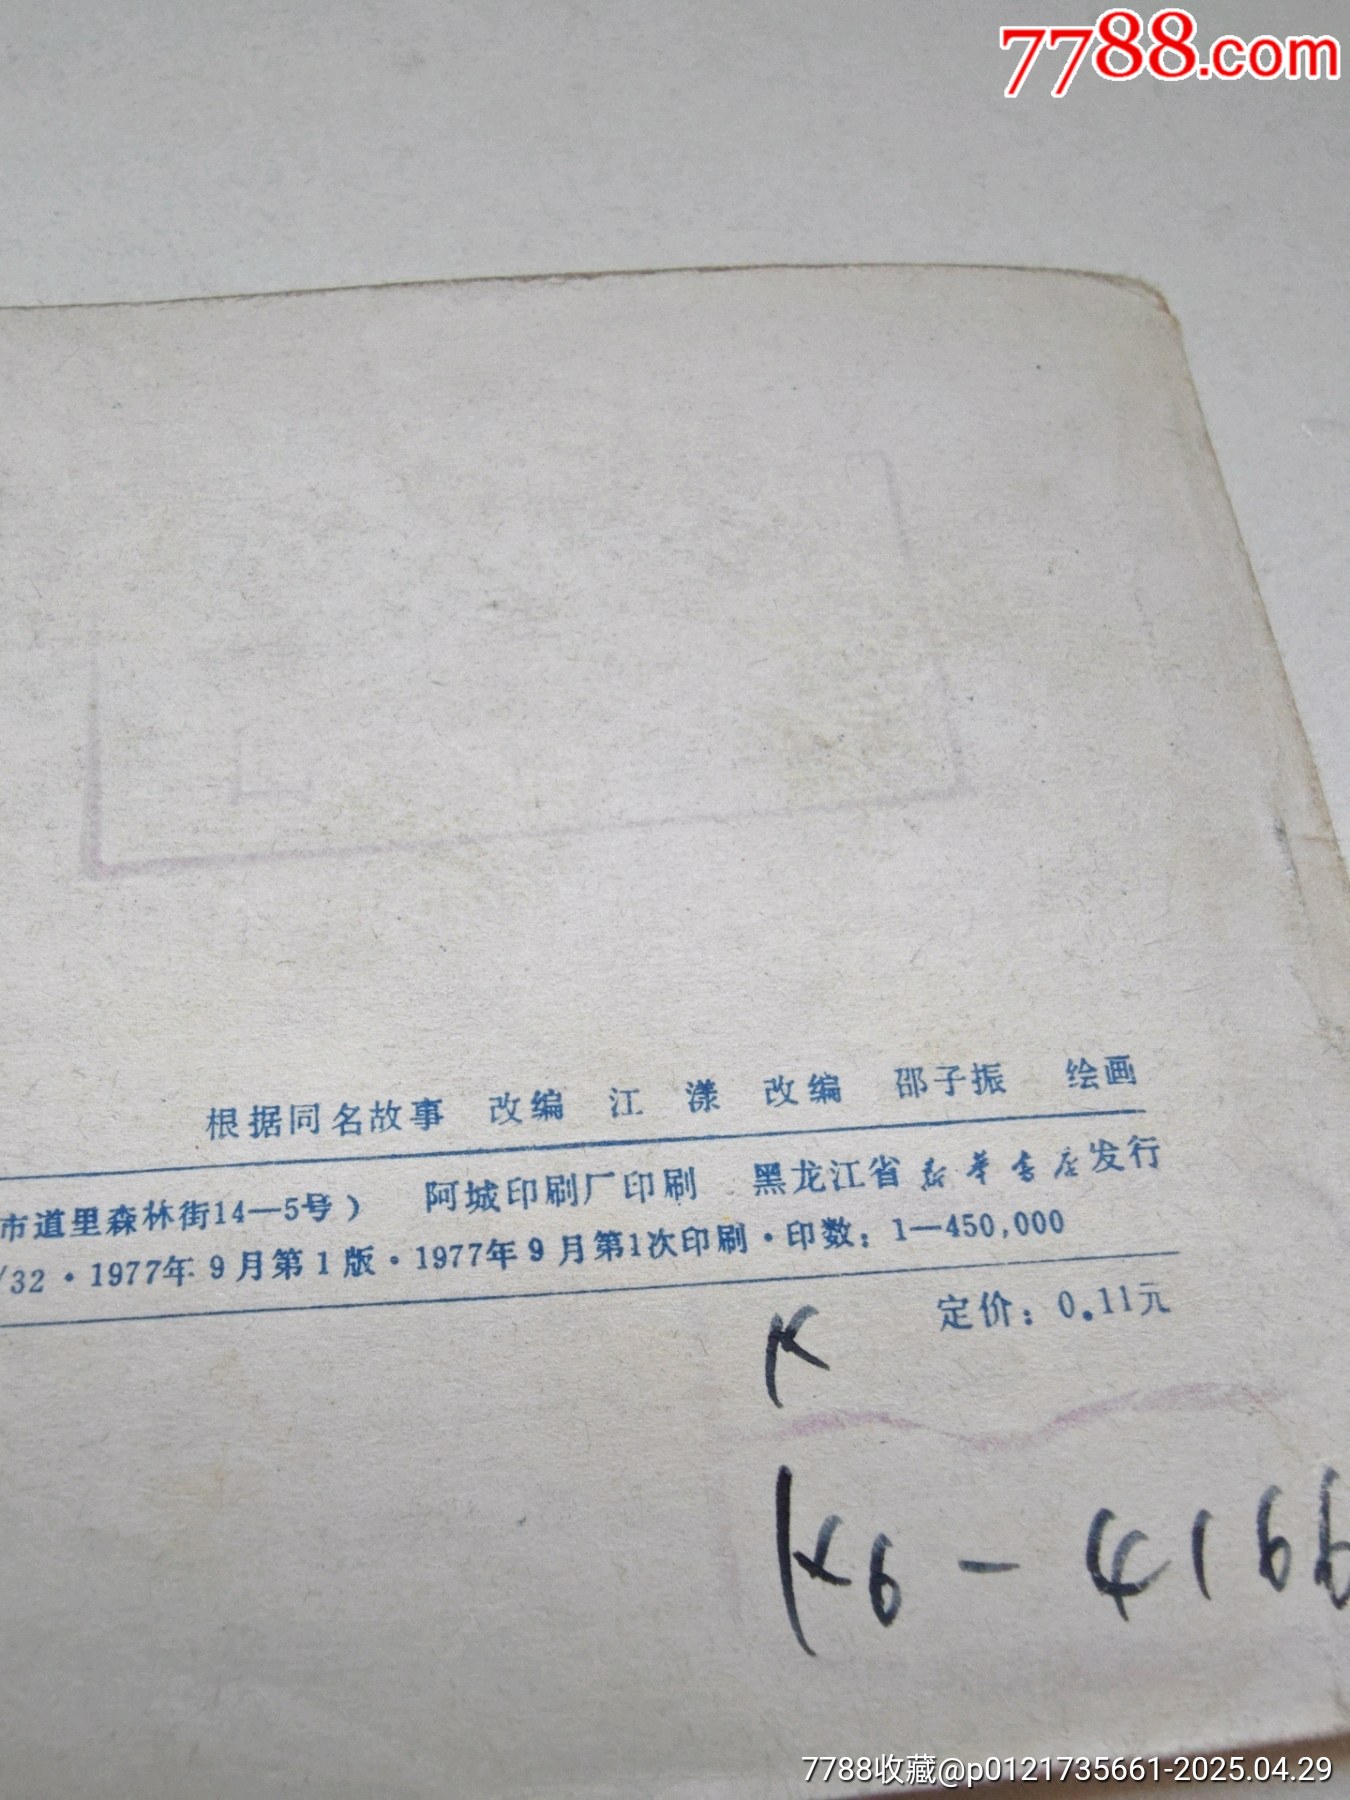 7788.com
根据同名故事 改编 江 漾 改编 邵子振 绘画
市道里森林街14—5号） 阿城印刷厂印刷 黑龙江省新华书店发行
/32·1977年9月第1版·1977年9月第1次印刷·印数：1—450,000
定价：0.11元
K
K6-4166
7788收藏@p0121735661-2025.04.29